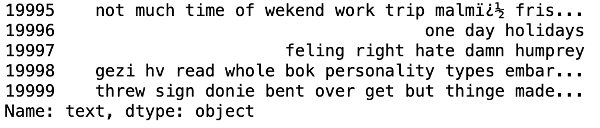 19995 not much time of wekend work trip malmï¿½ fris...
19996 one day holidays
19997 feling right hate damn humprey
19998 gezi hv read whole bok personality types embar...
19999 threw sign donie bent over get but thinge made...
Name: text, dtype: object